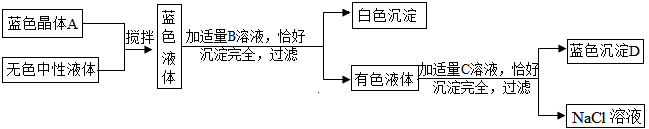 蓝色晶体A
无色中性液体
搅拌
蓝色液体
加适量B溶液，恰好
沉淀完全，过滤
白色沉淀
有色液体
加适量C溶液，恰好
沉淀完全，过滤
蓝色沉淀D
NaCl 溶液